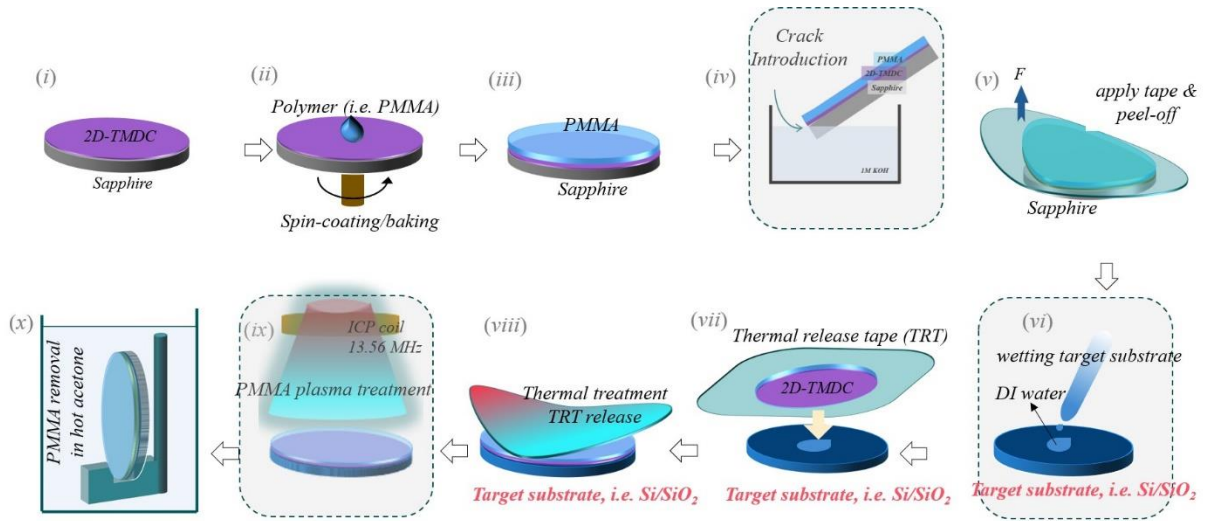 (i)
2D-TMDC
Sapphire
(ii)
Polymer (i.e. PMMA)
Spin-coating/baking
(iii)
PMMA
Sapphire
(iv)
Crack
Introduction
PMMA
2D-TMDC
Sapphire
1M KOH
(v)
F
apply tape &
peel-off
Sapphire
(vi)
wetting target substrate
DI water
Target substrate, i.e. Si/SiO₂
(vii)
Thermal release tape (TRT)
2D-TMDC
Target substrate, i.e. Si/SiO₂
(viii)
Thermal treatment
TRT release
Target substrate, i.e. Si/SiO₂
(ix)
ICP coil
13.56 MHz
PMMA plasma treatment
(x)
PMMA removal
in hot acetone